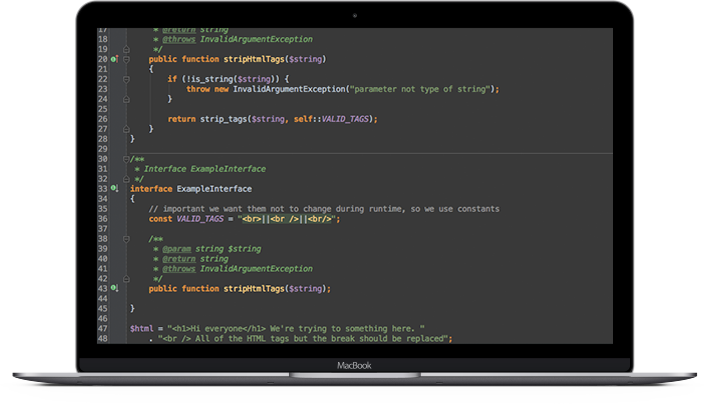 17 * @return string
18 * @throws InvalidArgumentException
19 */
20 public function stripHtmlTags($string)
21 {
22 if (!is_string($string)) {
23 throw new InvalidArgumentException("parameter not type of string");
24 }
25
26 return strip_tags($string, self::VALID_TAGS);
27 }
28 }
29
30 /**
31 * Interface ExampleInterface
32 */
33 interface ExampleInterface
34 {
35 // important we want them not to change during runtime, so we use constants
36 const VALID_TAGS = "<br>||<br />||<br/>";
37
38 /**
39 * @param string $string
40 * @return string
41 * @throws InvalidArgumentException
42 */
43 public function stripHtmlTags($string);
44
45 }
46
47 $html = "<h1>Hi everyone</h1> We're trying to something here. "
48 . "<br /> All of the HTML tags but the break should be replaced";
MacBook